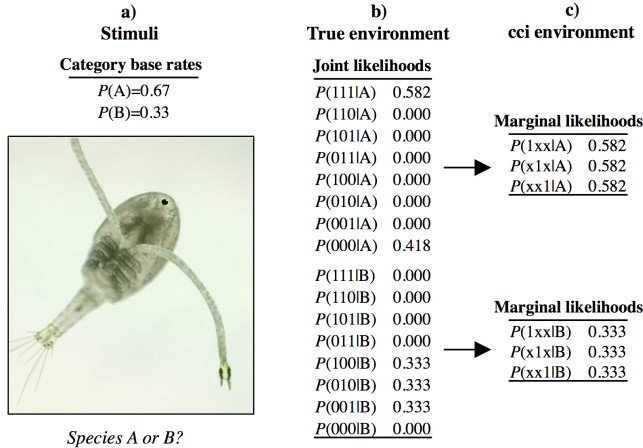 a)
Stimuli
Category base rates
P(A)=0.67
P(B)=0.33
Species A or B?
b)
True environment
Joint likelihoods
P(111|A) 0.582
P(110|A) 0.000
P(101|A) 0.000
P(011|A) 0.000
P(100|A) 0.000
P(010|A) 0.000
P(001|A) 0.000
P(000|A) 0.418
P(111|B) 0.000
P(110|B) 0.000
P(101|B) 0.000
P(011|B) 0.000
P(100|B) 0.333
P(010|B) 0.333
P(001|B) 0.333
P(000|B) 0.000
c)
cci environment
Marginal likelihoods
P(1xx|A) 0.582
P(x1x|A) 0.582
P(xx1|A) 0.582
Marginal likelihoods
P(1xx|B) 0.333
P(x1x|B) 0.333
P(xx1|B) 0.333